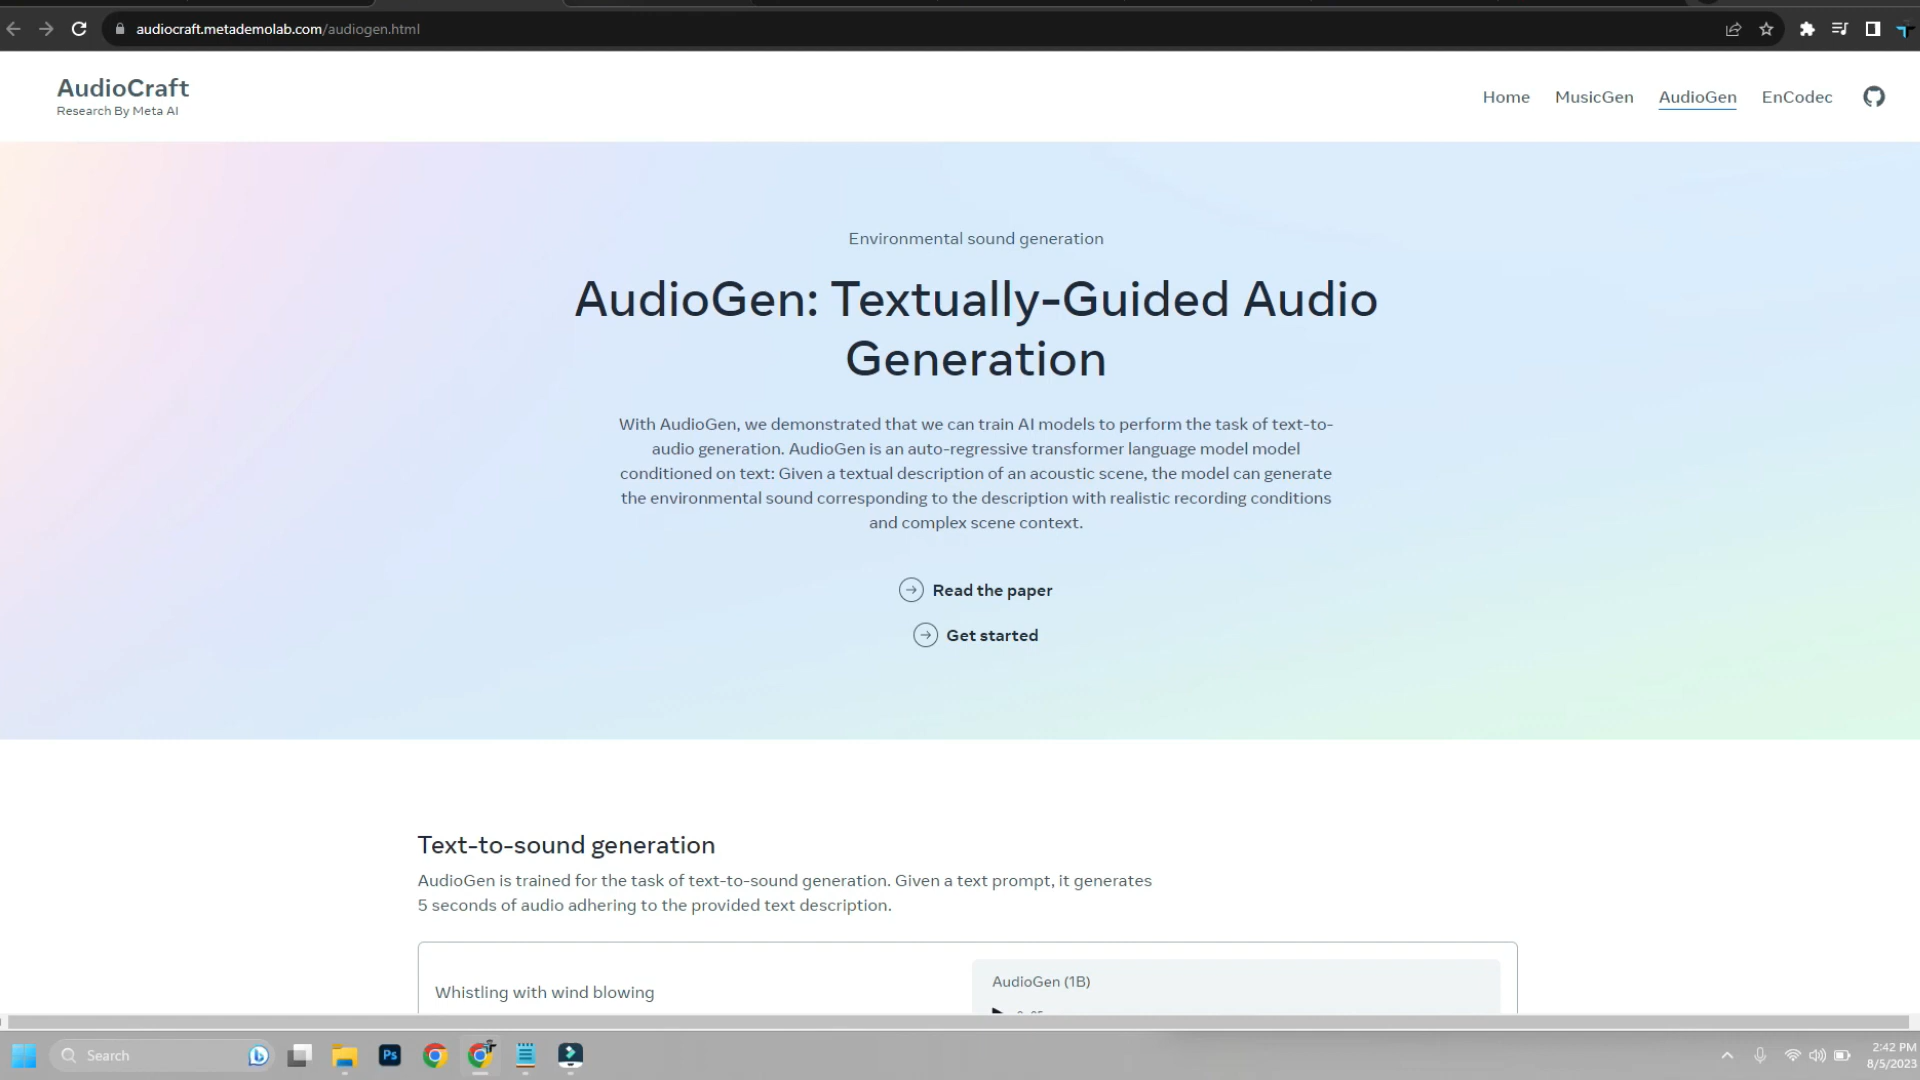 audiocraft.metademolab.com/audiogen.html
AudioCraft
Research By Meta AI
Home
MusicGen
AudioGen
EnCodec
Environmental sound generation
AudioGen: Textually-Guided Audio
Generation
With AudioGen, we demonstrated that we can train AI models to perform the task of text-to-
audio generation. AudioGen is an auto-regressive transformer language model model
conditioned on text: Given a textual description of an acoustic scene, the model can generate
the environmental sound corresponding to the description with realistic recording conditions
and complex scene context.
Read the paper
Get started
Text-to-sound generation
AudioGen is trained for the task of text-to-sound generation. Given a text prompt, it generates
5 seconds of audio adhering to the provided text description.
Whistling with wind blowing
AudioGen (1B)
Search
Ps
2:42 PM
8/5/2023